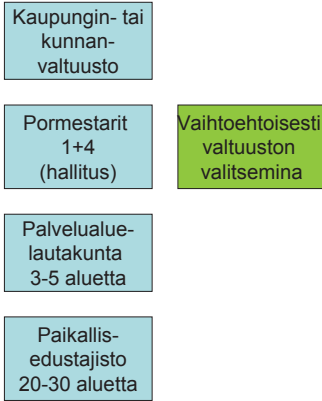 Kaupungin- tai
kunnan-
valtuusto
Pormestarit
1+4
(hallitus)
Vaihtoehtoisesti
valtuuston
valitsemina
Palvelualue-
lautakunta
3-5 aluetta
Paikallis-
edustajisto
20-30 aluetta